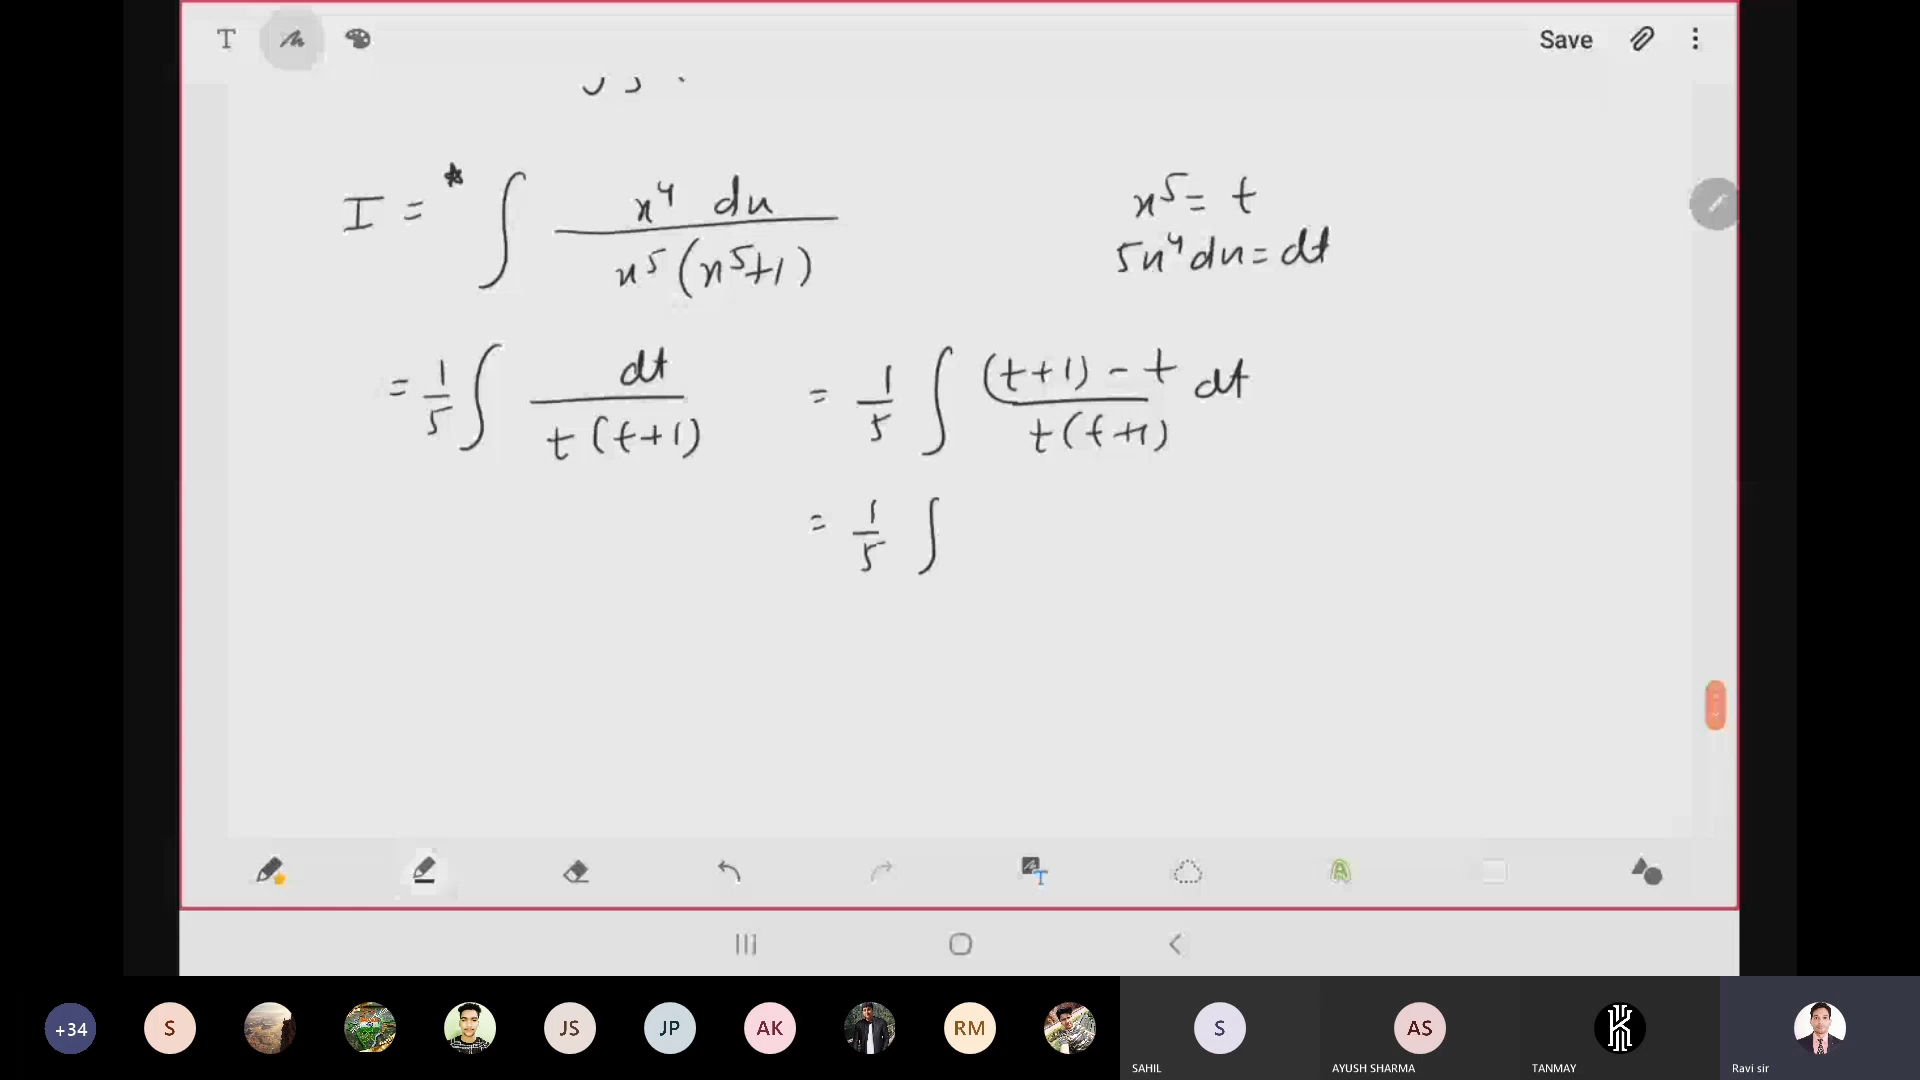 T Save
I = * ∫ x⁴ dx / x⁵(x⁵+1)
x⁵ = t
5x⁴dx = dt
= 1/5 ∫ dt / t(t+1) = 1/5 ∫ (t+1) - t / t(t+1) dt
= 1/5 ∫
+34 S JS JP AK RM S AS
SAHIL AYUSH SHARMA TANMAY Ravi sir